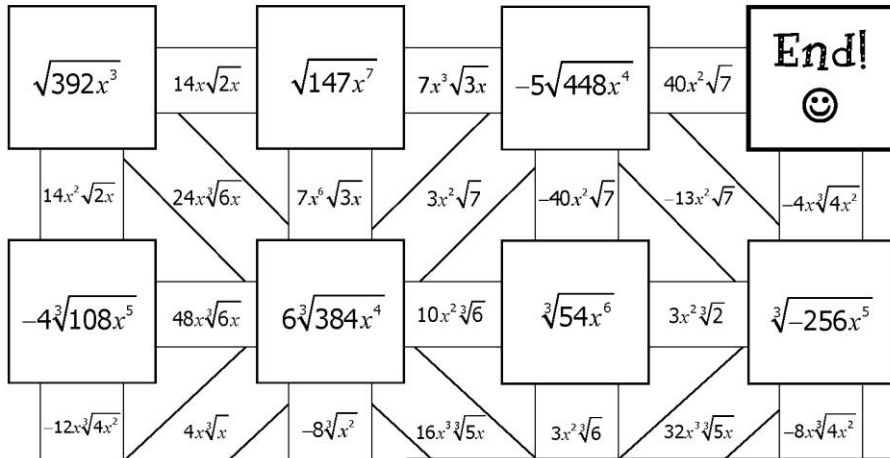 √(392x³) 14x√(2x) √(147x⁷) 7x³√(3x) -5√(448x⁴) 40x²√7 End!
14x²√(2x) 24x∛(6x) 7x⁶√(3x) 3x²√7 -40x²√7 -13x²√7 -4x∛(4x²)
-4∛(108x⁵) 48x∛(6x) 6∛(384x⁴) 10x²∛6 ∛(54x⁶) 3x²∛2 ∛(-256x⁵)
-12x∛(4x²) 4x∛x -8∛(x²) 16x³∛(5x) 3x²∛6 32x³∛(5x) -8x∛(4x²)